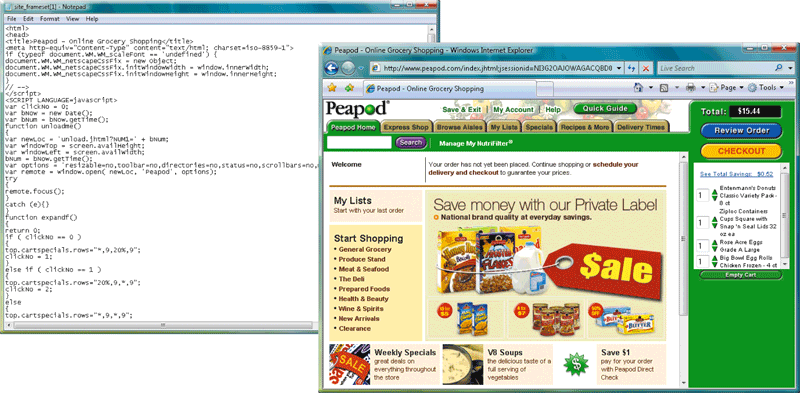 site_frameset[1] - Notepad
File Edit Format View Help
<html>
<head>
<title>Peapod - Online Grocery Shopping</title>
<meta http-equiv="Content-Type" content="text/html; charset=iso-8859-1">
if (typeof document.WM.WM_scaleFont == 'undefined') {
document.WM.WM_netscapeCssFix = new Object;
document.WM.WM_netscapeCssFix.initWindowWidth = window.innerWidth;
document.WM.WM_netscapeCssFix.initWindowHeight = window.innerHeight;
}
// -->
</script>
<SCRIPT LANGUAGE=javascript>
var clickNo = 0;
var bNow = new Date();
var bNum = bNow.getTime();
function unloadme()
{
var newLoc = 'unload.jhtml?NUM1=' + bNum;
var windowTop = screen.availHeight;
var windowLeft = screen.availWidth;
bNum = bNow.getTime();
var options = 'resizable=no,toolbar=no,directories=no,status=no,scrollbars=no,
var remote = window.open( newLoc, 'Peapod', options);
try
{
remote.focus();
}
catch (e){}
}
function expandf()
{
return 0;
if ( clickNo == 0 )
{
top.cartspecials.rows="*,9,20%,9";
clickNo = 1;
}
else if ( clickNo == 1 )
{
top.cartspecials.rows="20%,9,*,9";
clickNo = 2;
}
else
{
top.cartspecials.rows="*,9,*,9";
Peapod - Online Grocery Shopping - Windows Internet Explorer
Live Search
Peapod - Online Grocery Shopping
Page Tools
Peapod®
Save & Exit | My Account | Help Quick Guide
Peapod Home Express Shop Browse Aisles My Lists Specials Recipes & More Delivery Times
Search Manage My NutriFilter®
Welcome
Your order has not yet been placed. Continue shopping or schedule your
delivery and checkout to guarantee your prices.
My Lists
Start with your last order
Start Shopping
General Grocery
Produce Stand
Meat & Seafood
The Deli
Prepared Foods
Health & Beauty
Wine & Spirits
New Arrivals
Clearance
Save money with our Private Label
National brand quality at everyday savings.
$ale
Weekly Specials
great deals on
everything throughout
the store
V8 Soups
the delicious taste of a
full serving of
vegetables
Save $1
pay for your order
with Peapod Direct
Check
Total: $15.44
Review Order
CHECKOUT
See Total Savings: $0.52
1 Entenmann's Donuts
Classic Variety Pack -
8 ct
1 Ziploc Containers
Cups Square with
Snap 'n Seal Lids 32
oz ea
1 Roze Acre Eggs
Grade A Large
1 Big Bowl Egg Rolls
Chicken Frozen - 4 ct
Empty Cart